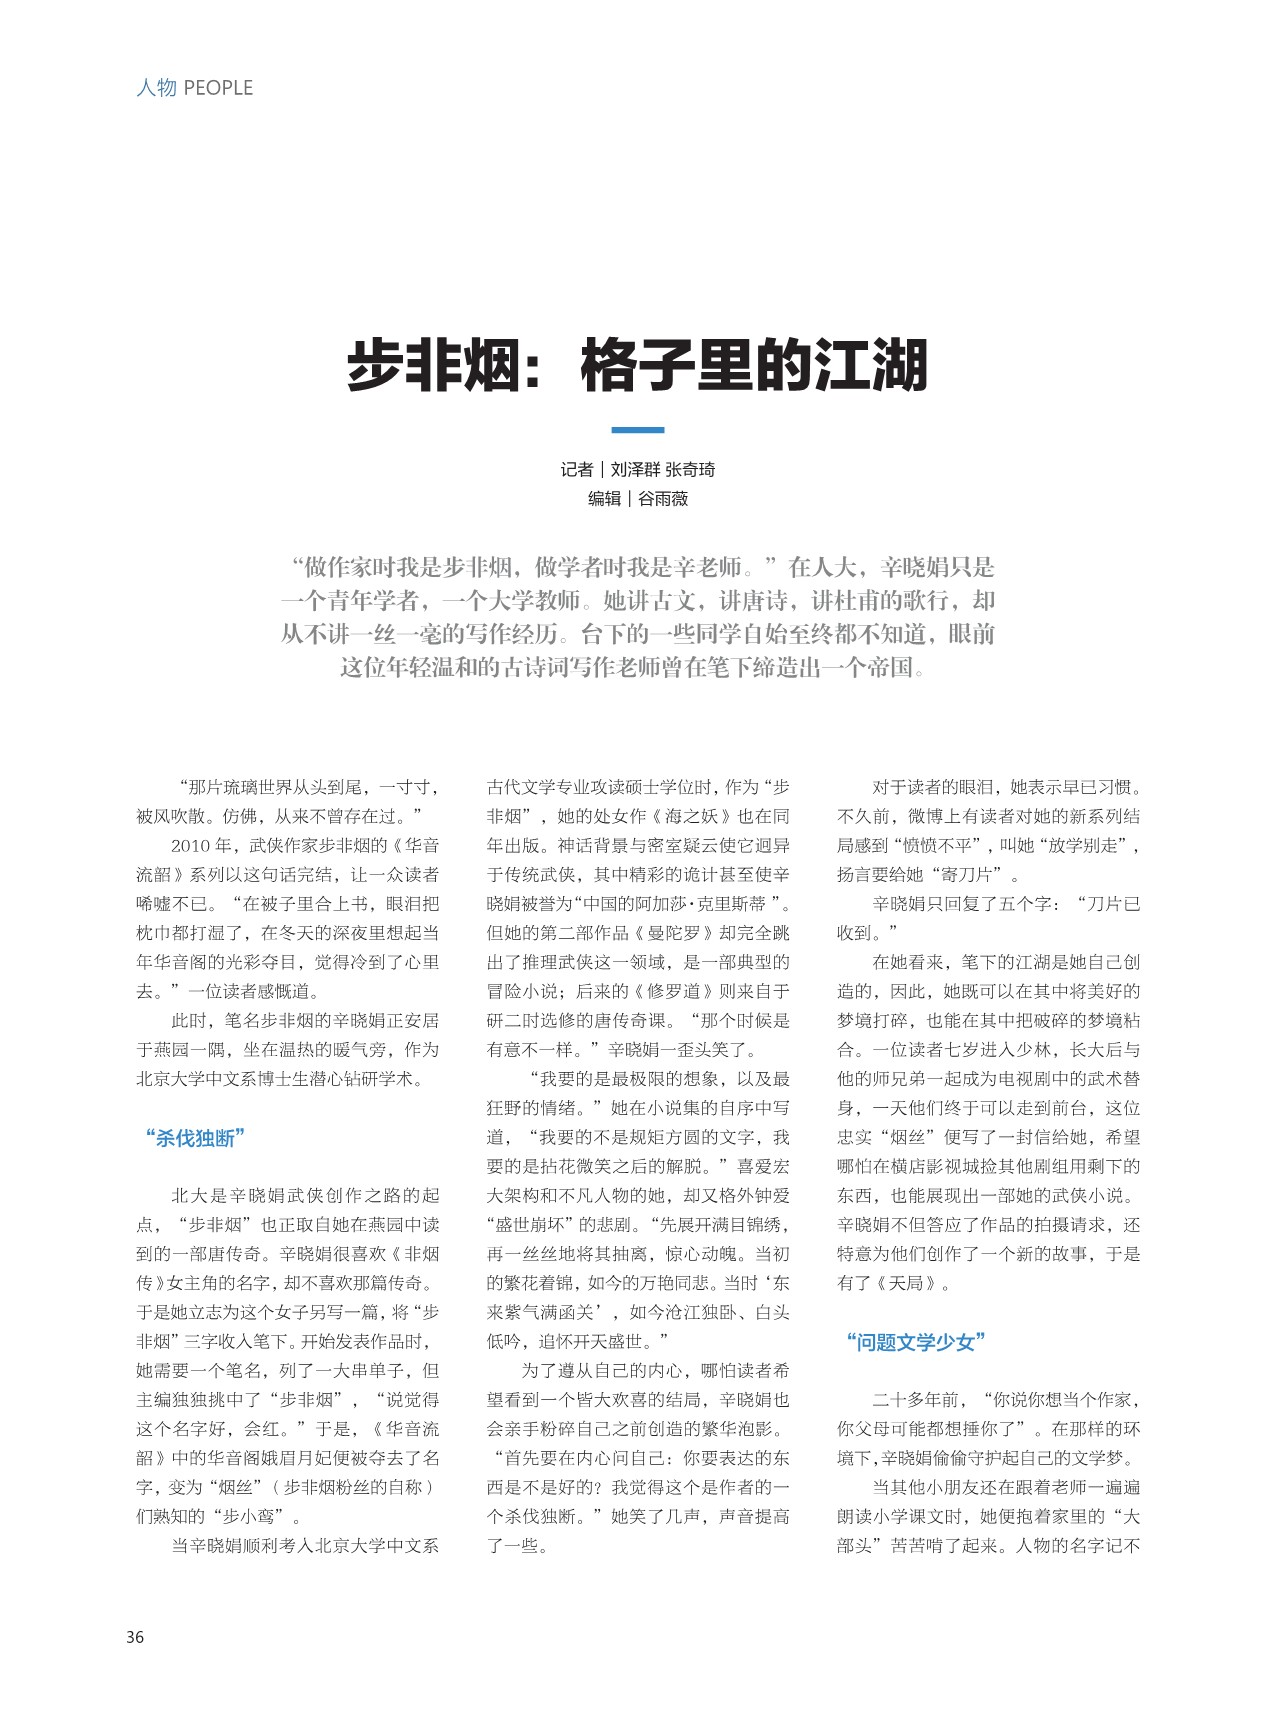 人物 PEOPLE
步非烟：格子里的江湖
记者｜刘泽群 张奇琦
编辑｜谷雨薇
“做作家时我是步非烟，做学者时我是辛老师。”在人大，辛晓娟只是
一个青年学者，一个大学教师。她讲古文，讲唐诗，讲杜甫的歌行，却
从不讲一丝一毫的写作经历。台下的一些同学自始至终都不知道，眼前
这位年轻温和的古诗词写作老师曾在笔下缔造出一个帝国。
“那片琉璃世界从头到尾，一寸寸，
被风吹散。仿佛，从来不曾存在过。”
2010 年，武侠作家步非烟的《华音
流韶》系列以这句话完结，让一众读者
唏嘘不已。“在被子里合上书，眼泪把
枕巾都打湿了，在冬天的深夜里想起当
年华音阁的光彩夺目，觉得冷到了心里
去。”一位读者感慨道。
此时，笔名步非烟的辛晓娟正安居
于燕园一隅，坐在温热的暖气旁，作为
北京大学中文系博士生潜心钻研学术。
“杀伐独断”
北大是辛晓娟武侠创作之路的起
点，“步非烟”也正取自她在燕园中读
到的一部唐传奇。辛晓娟很喜欢《非烟
传》女主角的名字，却不喜欢那篇传奇。
于是她立志为这个女子另写一篇，将“步
非烟”三字收入笔下。开始发表作品时，
她需要一个笔名，列了一大串单子，但
主编独独挑中了“步非烟”，“说觉得
这个名字好，会红。”于是，《华音流
韶》中的华音阁娥眉月妃便被夺去了名
字，变为“烟丝”（步非烟粉丝的自称）
们熟知的“步小鸾”。
当辛晓娟顺利考入北京大学中文系
古代文学专业攻读硕士学位时，作为“步
非烟”，她的处女作《海之妖》也在同
年出版。神话背景与密室疑云使它迥异
于传统武侠，其中精彩的诡计甚至使辛
晓娟被誉为“中国的阿加莎·克里斯蒂 ”。
但她的第二部作品《曼陀罗》却完全跳
出了推理武侠这一领域，是一部典型的
冒险小说；后来的《修罗道》则来自于
研二时选修的唐传奇课。“那个时候是
有意不一样。”辛晓娟一歪头笑了。
“我要的是最极限的想象，以及最
狂野的情绪。”她在小说集的自序中写
道，“我要的不是规矩方圆的文字，我
要的是拈花微笑之后的解脱。”喜爱宏
大架构和不凡人物的她，却又格外钟爱
“盛世崩坏”的悲剧。“先展开满目锦绣，
再一丝丝地将其抽离，惊心动魄。当初
的繁花着锦，如今的万艳同悲。当时‘东
来紫气满函关’，如今沧江独卧、白头
低吟，追怀开天盛世。”
为了遵从自己的内心，哪怕读者希
望看到一个皆大欢喜的结局，辛晓娟也
会亲手粉碎自己之前创造的繁华泡影。
“首先要在内心问自己：你要表达的东
西是不是好的？我觉得这个是作者的一
个杀伐独断。”她笑了几声，声音提高
了一些。
对于读者的眼泪，她表示早已习惯。
不久前，微博上有读者对她的新系列结
局感到“愤愤不平”，叫她“放学别走”，
扬言要给她“寄刀片”。
辛晓娟只回复了五个字：“刀片已
收到。”
在她看来，笔下的江湖是她自己创
造的，因此，她既可以在其中将美好的
梦境打碎，也能在其中把破碎的梦境粘
合。一位读者七岁进入少林，长大后与
他的师兄弟一起成为电视剧中的武术替
身，一天他们终于可以走到前台，这位
忠实“烟丝”便写了一封信给她，希望
哪怕在横店影视城捡其他剧组用剩下的
东西，也能展现出一部她的武侠小说。
辛晓娟不但答应了作品的拍摄请求，还
特意为他们创作了一个新的故事，于是
有了《天局》。
“问题文学少女”
二十多年前，“你说你想当个作家，
你父母可能都想捶你了”。在那样的环
境下，辛晓娟偷偷守护起自己的文学梦。
当其他小朋友还在跟着老师一遍遍
朗读小学课文时，她便抱着家里的“大
部头”苦苦啃了起来。人物的名字记不
36